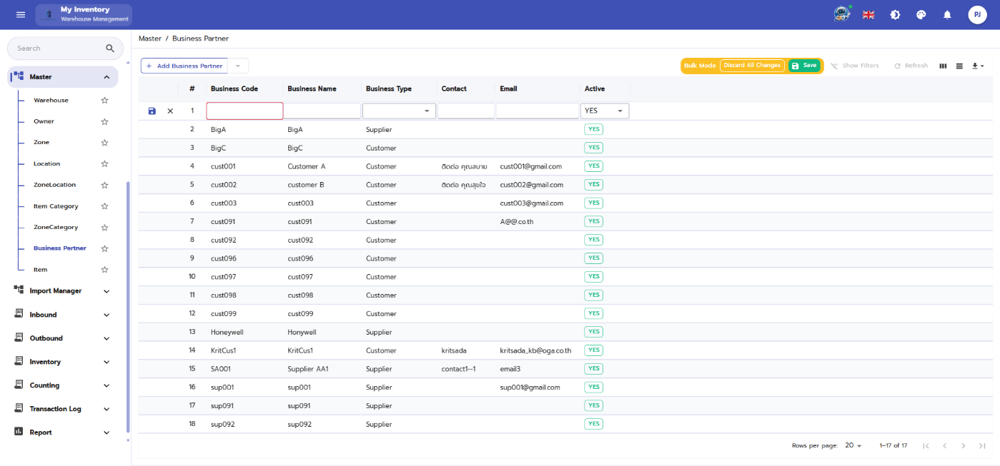 My Inventory
Warehouse Management
PJ
Search
Master / Business Partner
Master
Warehouse
Owner
Zone
Location
ZoneLocation
Item Category
ZoneCategory
Business Partner
Item
Import Manager
Inbound
Outbound
Inventory
Counting
Transaction Log
Report
+ Add Business Partner
Bulk Mode Discard All Changes Save Show Filters Refresh
# Business Code Business Name Business Type Contact Email Active
1 YES
2 BigA BigA Supplier YES
3 BigC BigC Customer YES
4 cust001 Customer A Customer ติดต่อ คุณสบาย cust001@gmail.com YES
5 cust002 customer B Customer ติดต่อ คุณสุขใจ cust002@gmail.com YES
6 cust003 cust003 Customer cust003@gmail.com YES
7 cust091 cust091 Customer A@@.co.th YES
8 cust092 cust092 Customer YES
9 cust096 cust096 Customer YES
10 cust097 cust097 Customer YES
11 cust098 cust098 Customer YES
12 cust099 cust099 Customer YES
13 Honeywell Honywell Supplier YES
14 KritCus1 KritCus1 Customer kritsada kritsada_kb@oga.co.th YES
15 SA001 Supplier AA1 Supplier contact1--1 email3 YES
16 sup001 sup001 Supplier sup001@gmail.com YES
17 sup091 sup091 Supplier YES
18 sup092 sup092 Supplier YES
Rows per page: 20 1–17 of 17